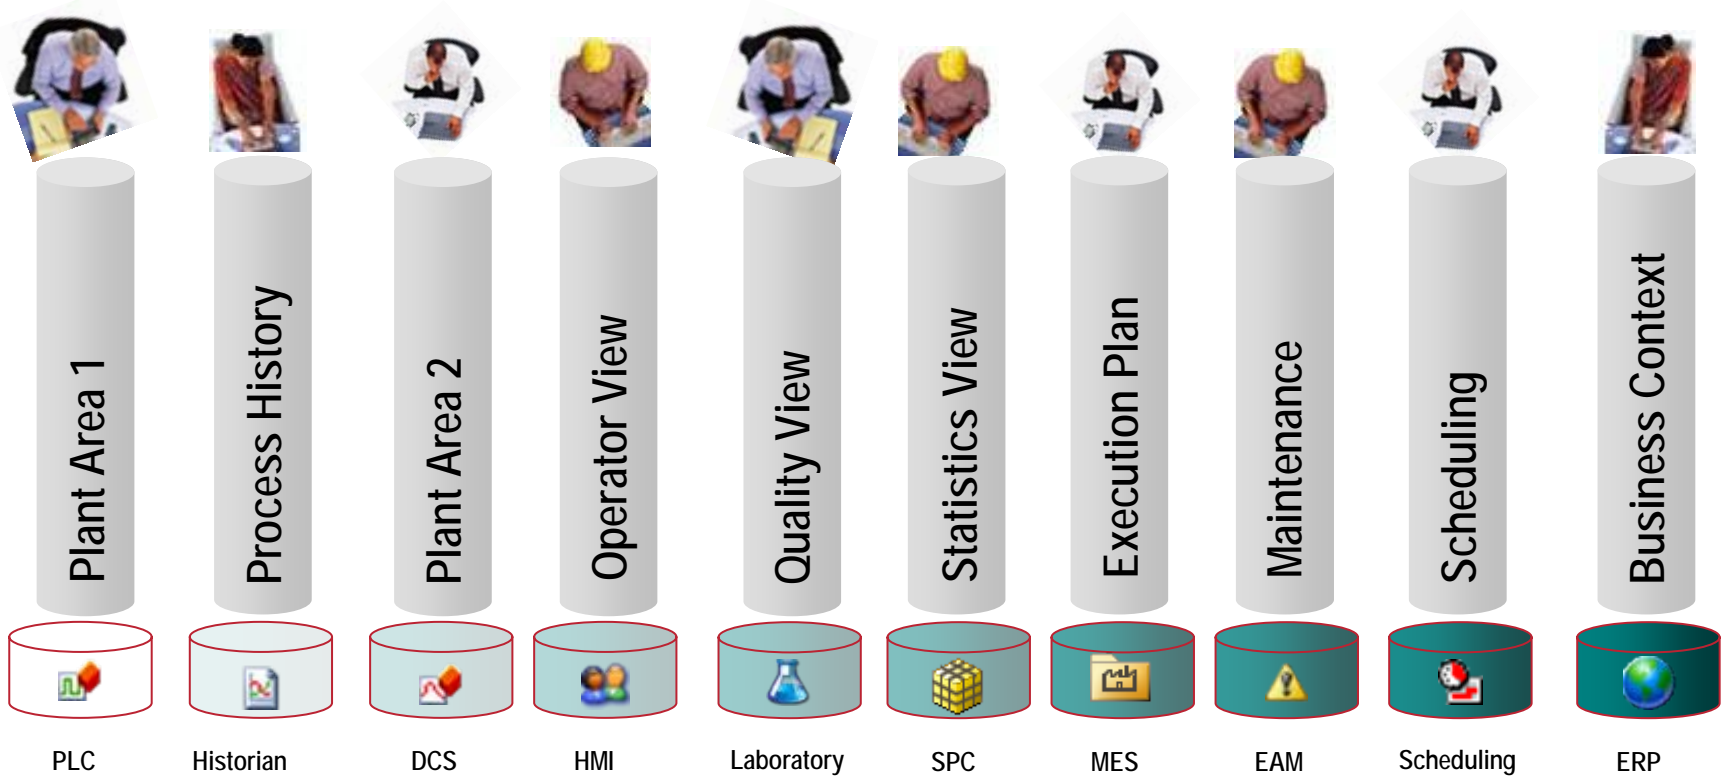 Plant Area 1
Process History
Plant Area 2
Operator View
Quality View
Statistics View
Execution Plan
Maintenance
Scheduling
Business Context
PLC
Historian
DCS
HMI
Laboratory
SPC
MES
EAM
Scheduling
ERP